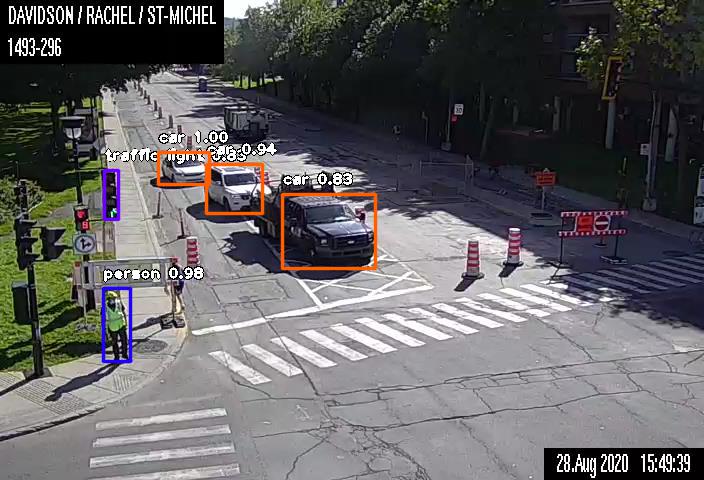 DAVIDSON / RACHEL / ST-MICHEL
1493-296
car 1.00
car 0.94
traffic light 0.85
car 0.83
person 0.98
28.Aug 2020 15:49:39